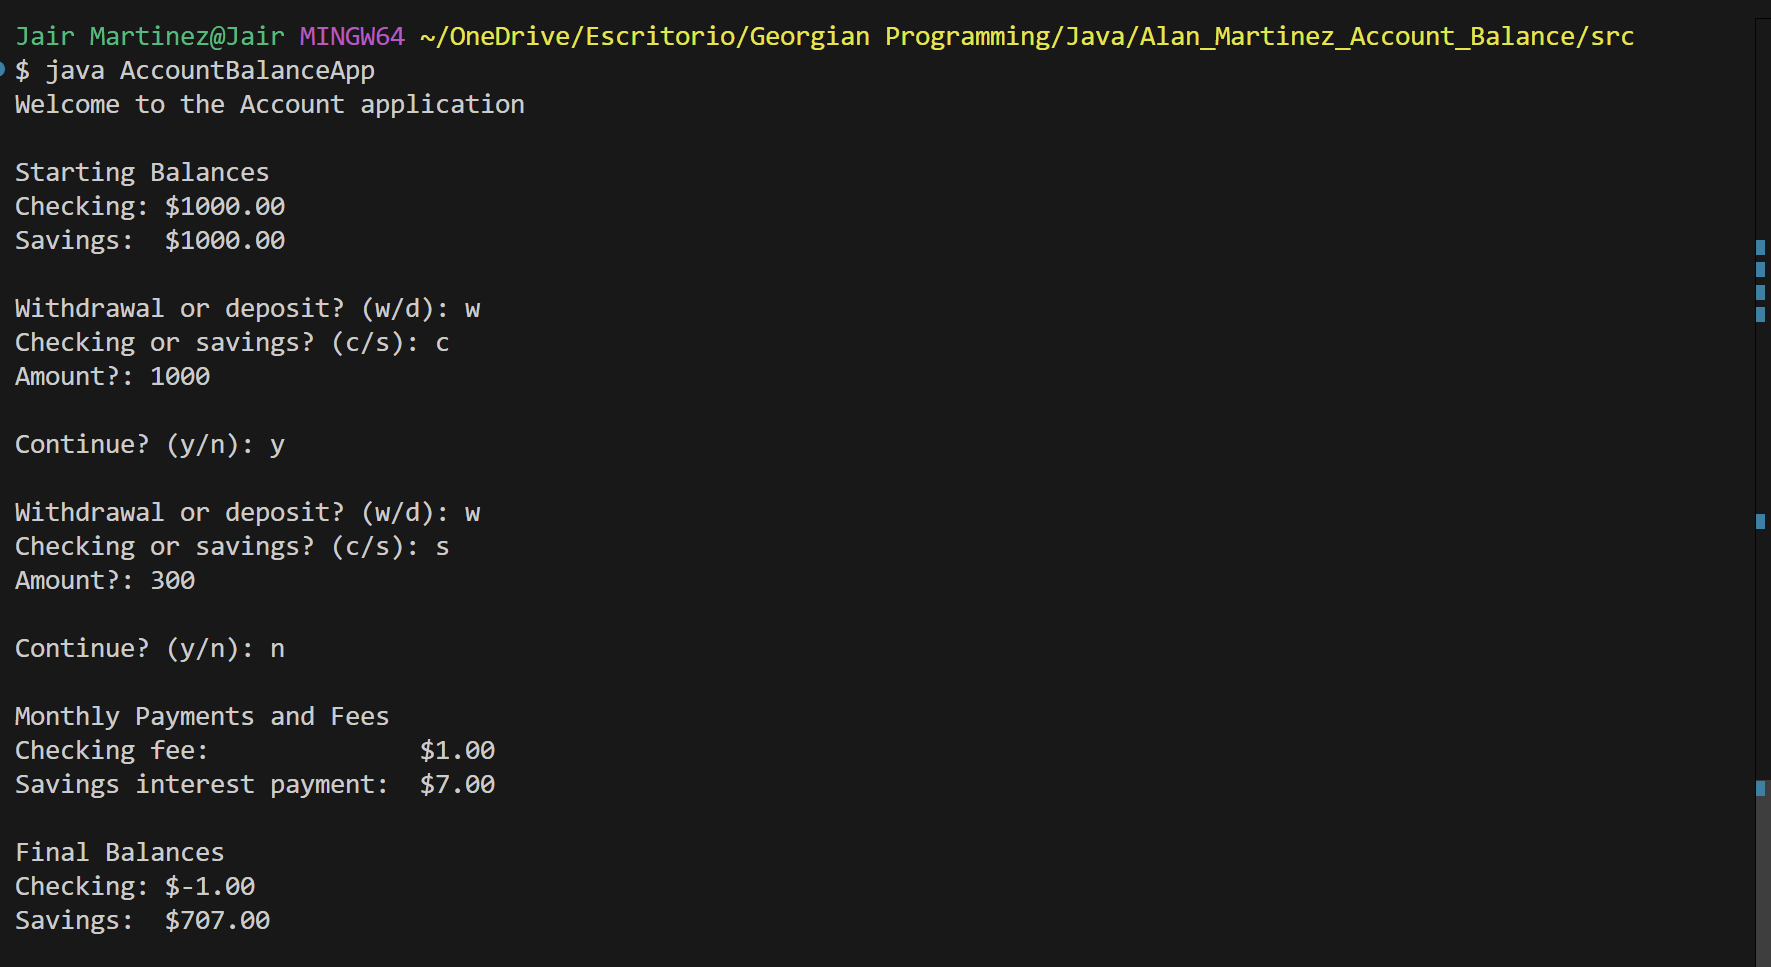 Jair Martinez@Jair MINGW64 ~/OneDrive/Escritorio/Georgian Programming/Java/Alan_Martinez_Account_Balance/src
$ java AccountBalanceApp
Welcome to the Account application

Starting Balances
Checking: $1000.00
Savings:  $1000.00

Withdrawal or deposit? (w/d): w
Checking or savings? (c/s): c
Amount?: 1000

Continue? (y/n): y

Withdrawal or deposit? (w/d): w
Checking or savings? (c/s): s
Amount?: 300

Continue? (y/n): n

Monthly Payments and Fees
Checking fee:              $1.00
Savings interest payment:  $7.00

Final Balances
Checking: $-1.00
Savings:  $707.00